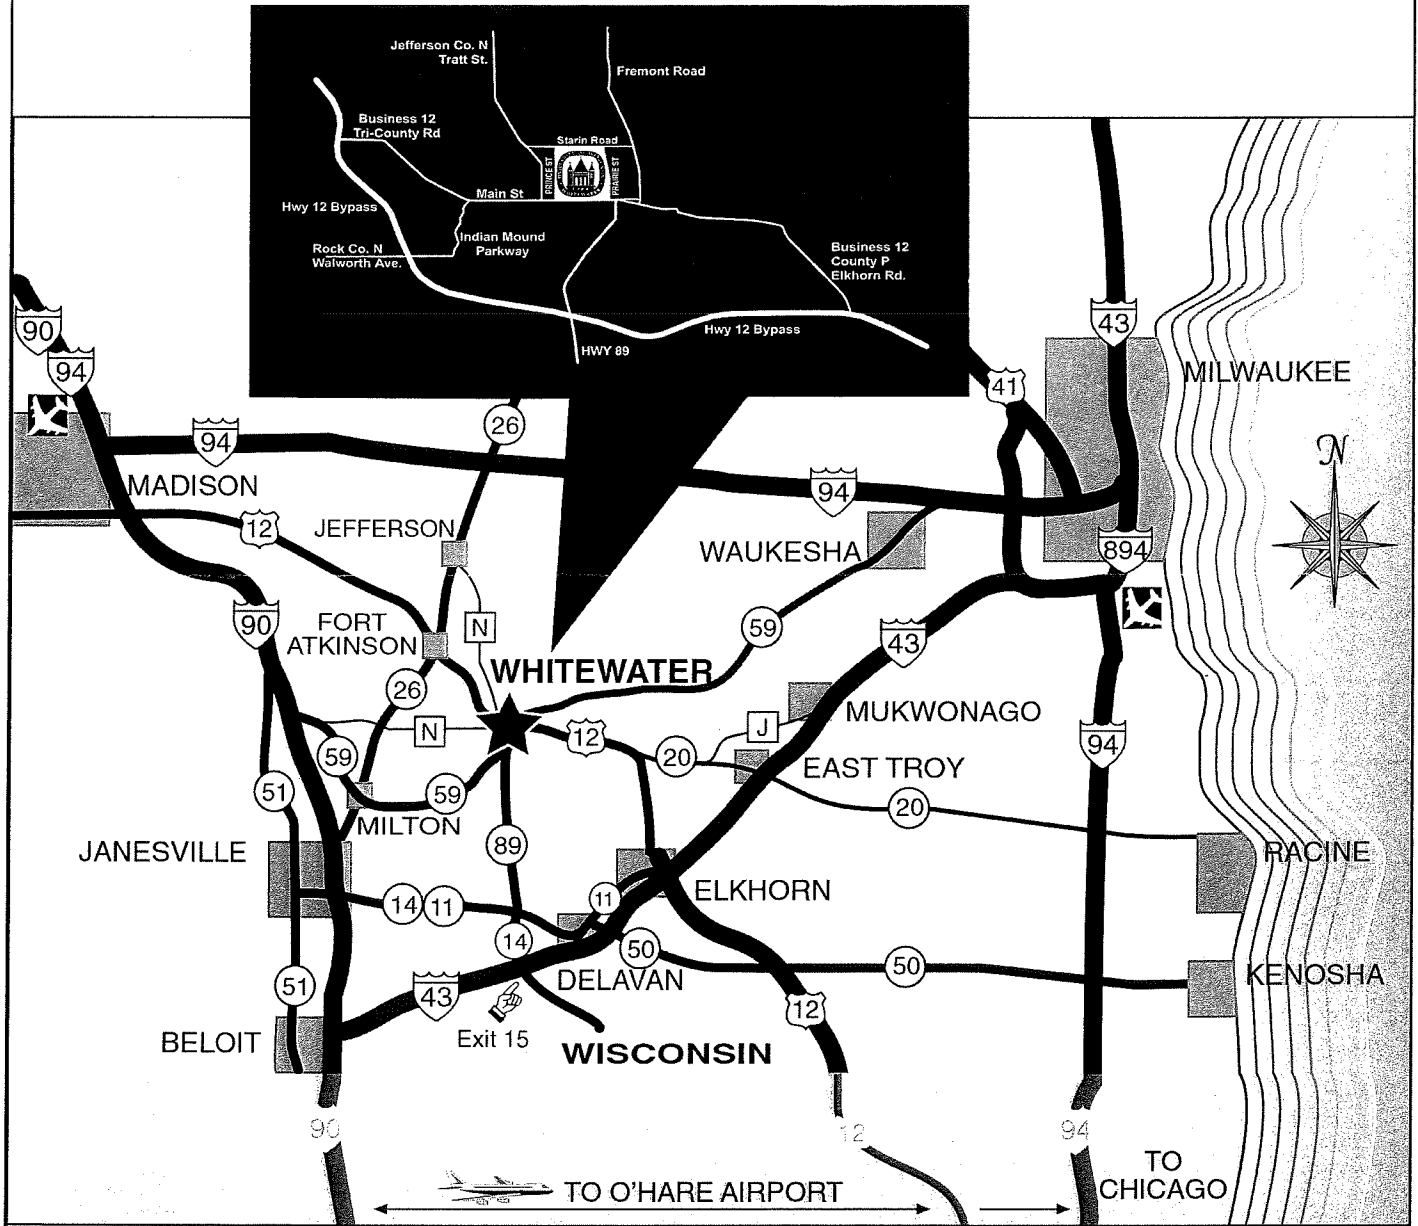 Jefferson Co. N
Tratt St.
Fremont Road
Business 12
Tri-County Rd
Starin Road
PRINCE ST
PRAIRIE ST
Main St
Hwy 12 Bypass
Indian Mound
Parkway
Rock Co. N
Walworth Ave.
Business 12
County P
Elkhorn Rd.
Hwy 12 Bypass
HWY 89
90
94
43
41
MILWAUKEE
26
94
94
N
MADISON
12
JEFFERSON
WAUKESHA
894
90
FORT
ATKINSON
N
59
43
WHITEWATER
26
MUKWONAGO
N
12
J
94
59
20
EAST TROY
51
59
20
MILTON
89
JANESVILLE
RACINE
14
11
11
ELKHORN
14
50
50
DELAVAN
KENOSHA
51
43
12
Exit 15
BELOIT
WISCONSIN
90
12
94
TO
CHICAGO
TO O'HARE AIRPORT